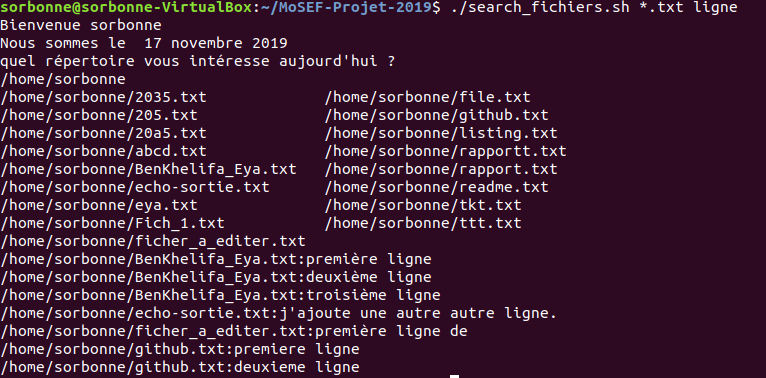 sorbonne@sorbonne-VirtualBox:~/MoSEF-Projet-2019$ ./search_fichiers.sh *.txt ligne
Bienvenue sorbonne
Nous sommes le  17 novembre 2019
quel répertoire vous intéresse aujourd'hui ?
/home/sorbonne
/home/sorbonne/2035.txt            /home/sorbonne/file.txt
/home/sorbonne/205.txt             /home/sorbonne/github.txt
/home/sorbonne/20a5.txt            /home/sorbonne/listing.txt
/home/sorbonne/abcd.txt            /home/sorbonne/rapportt.txt
/home/sorbonne/BenKhelifa_Eya.txt  /home/sorbonne/rapport.txt
/home/sorbonne/echo-sortie.txt     /home/sorbonne/readme.txt
/home/sorbonne/eya.txt             /home/sorbonne/tkt.txt
/home/sorbonne/Fich_1.txt          /home/sorbonne/ttt.txt
/home/sorbonne/ficher_a_editer.txt
/home/sorbonne/BenKhelifa_Eya.txt:première ligne
/home/sorbonne/BenKhelifa_Eya.txt:deuxième ligne
/home/sorbonne/BenKhelifa_Eya.txt:troisième ligne
/home/sorbonne/echo-sortie.txt:j'ajoute une autre autre ligne.
/home/sorbonne/ficher_a_editer.txt:première ligne de
/home/sorbonne/github.txt:premiere ligne
/home/sorbonne/github.txt:deuxieme ligne